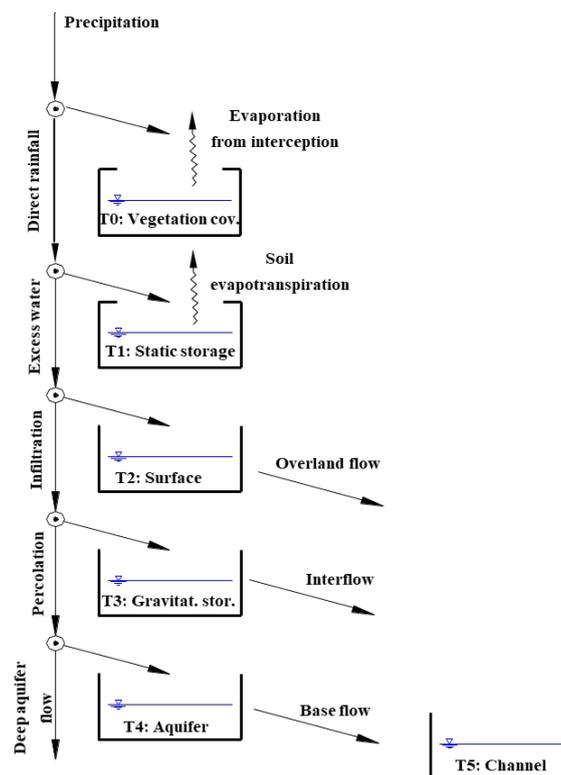 Precipitation
Evaporation
from interception
Direct rainfall
T0: Vegetation cov.
Soil
evapotranspiration
Excess water
T1: Static storage
Infiltration
T2: Surface
Overland flow
Percolation
T3: Gravitat. stor.
Interflow
Deep aquifer
flow
T4: Aquifer
Base flow
T5: Channel